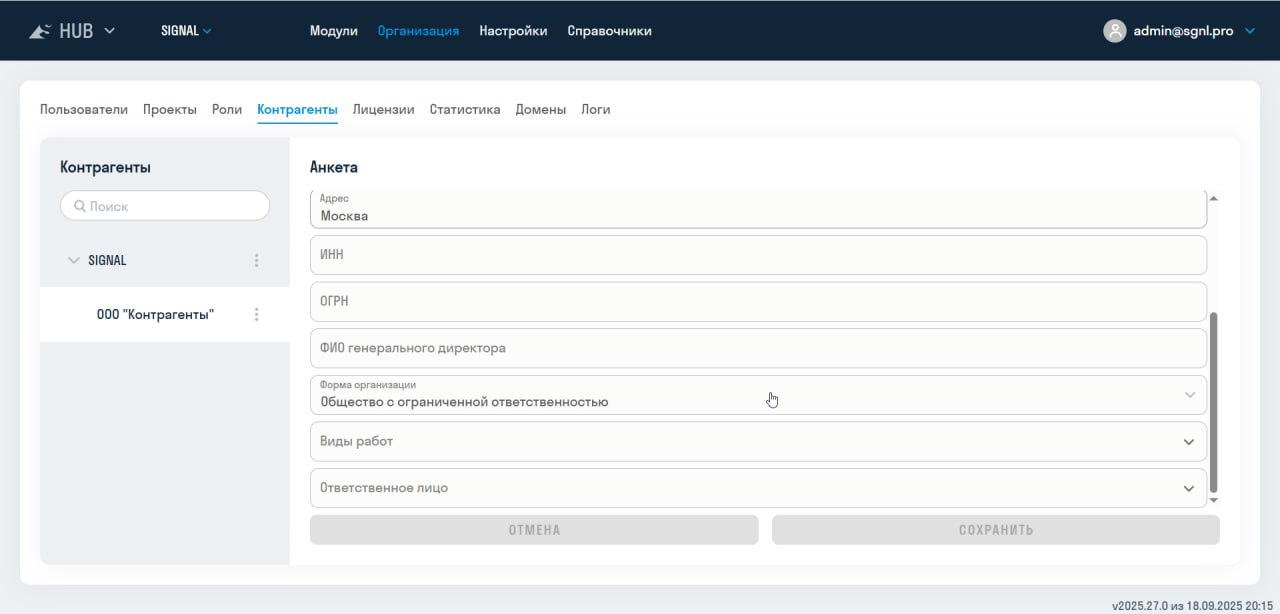 HUB SIGNAL Модули Организация Настройки Справочники admin@sgnl.pro
Пользователи Проекты Роли Контрагенты Лицензии Статистика Домены Логи
Контрагенты
Поиск
SIGNAL
ООО "Контрагенты"
Анкета
Адрес
Москва
ИНН
ОГРН
ФИО генерального директора
Форма организации
Общество с ограниченной ответственностью
Виды работ
Ответственное лицо
ОТМЕНА СОХРАНИТЬ
v2025.27.0 из 18.09.2025 20:15